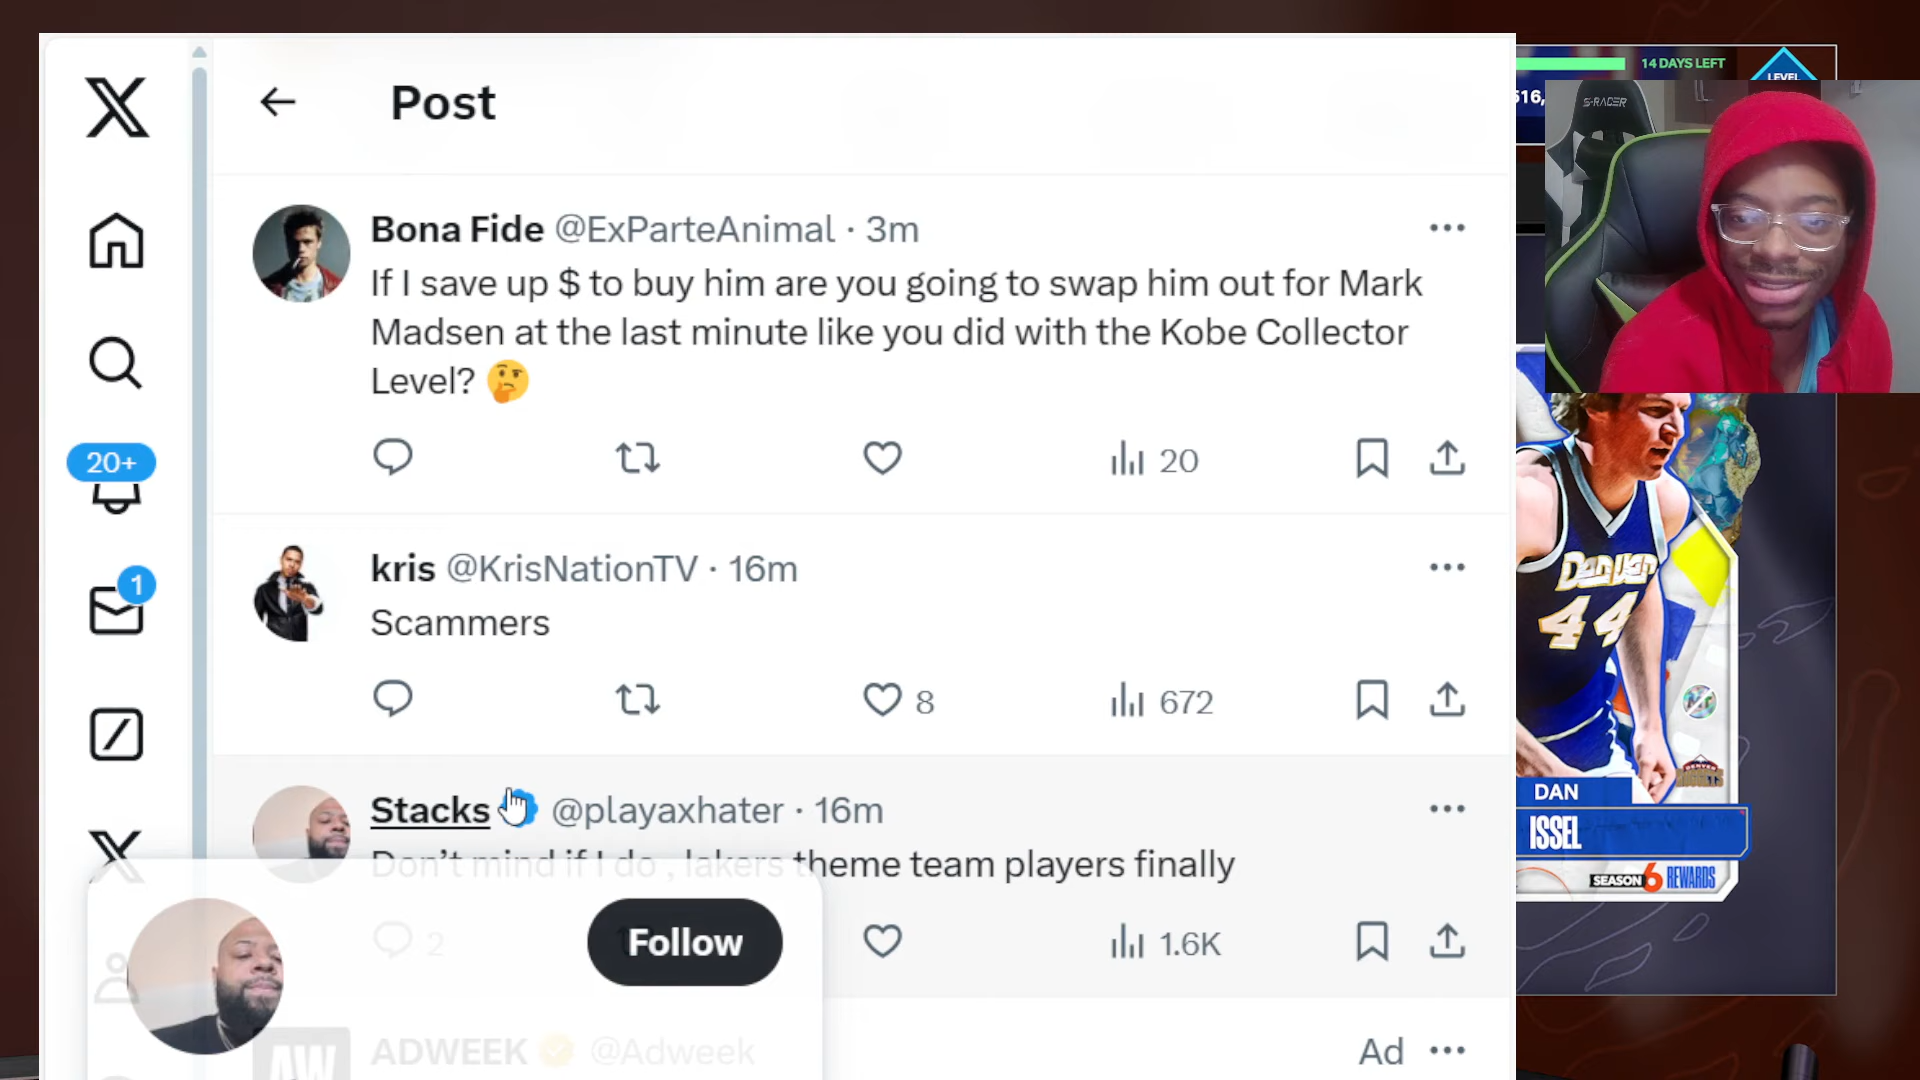 14 DAYS LEFT
LEVEL
516,
S-RACER
Post
Bona Fide @ExParteAnimal · 3m
If I save up $ to buy him are you going to swap him out for Mark
Madsen at the last minute like you did with the Kobe Collector
Level? 🤔
20
20+
kris @KrisNationTV · 16m
Scammers
1
8 672
Denver
44
Stacks @playaxhater · 16m
Don't mind if I do , lakers theme team players finally
DAN
ISSEL
SEASON 6 REWARDS
2 1.6K
Follow
ADWEEK @Adweek Ad
AW